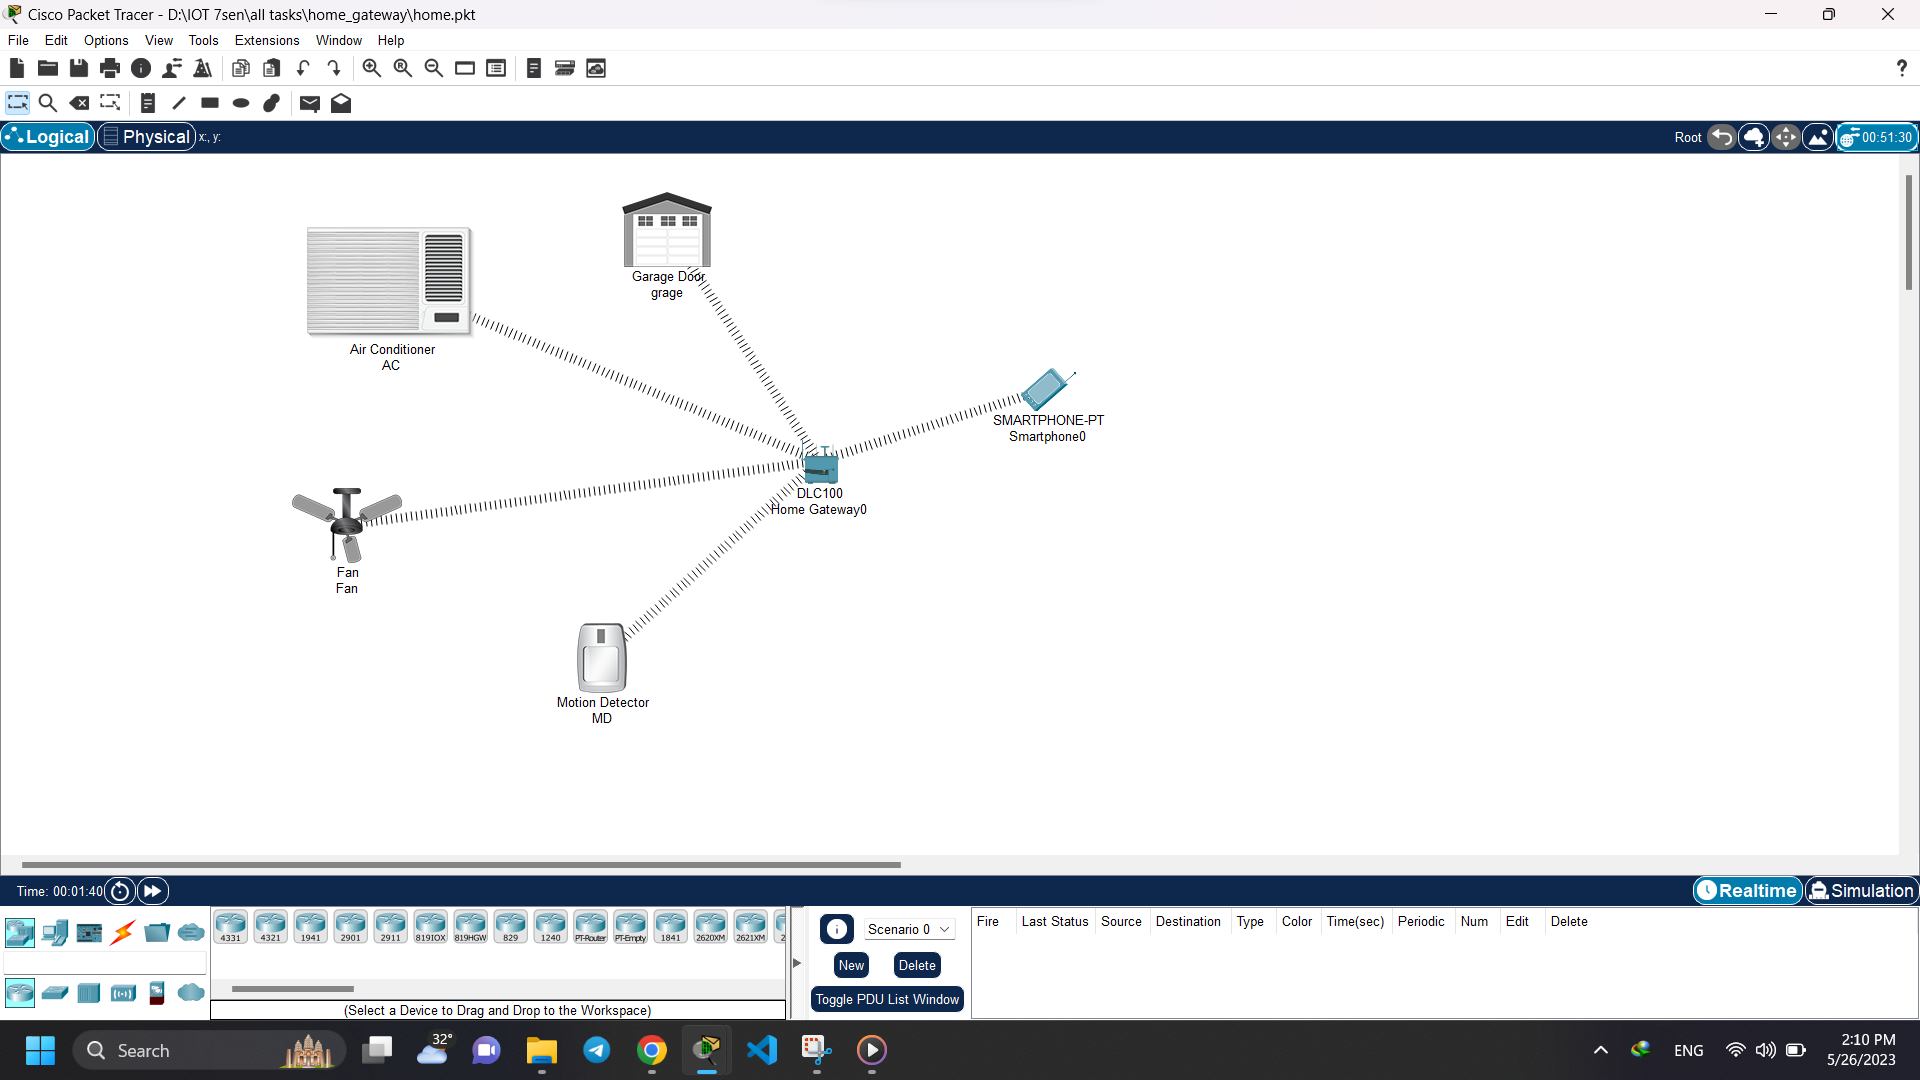 Cisco Packet Tracer - D:\IOT 7sen\all tasks\home_gateway\home.pkt
File Edit Options View Tools Extensions Window Help
?
Logical Physical x:, y: Root 00:51:30
Garage Door
grage
Air Conditioner
AC
SMARTPHONE-PT
Smartphone0
DLC100
Home Gateway0
Fan
Fan
Motion Detector
MD
Time: 00:01:40 Realtime Simulation
4331 4321 1941 2901 2911 819IOX 819HGW 829 1240 PT-Router PT-Empty 1841 2620XM 2621XM 2
Scenario 0
New Delete
Toggle PDU List Window
Fire Last Status Source Destination Type Color Time(sec) Periodic Num Edit Delete
(Select a Device to Drag and Drop to the Workspace)
Search 32° ENG 2:10 PM
5/26/2023